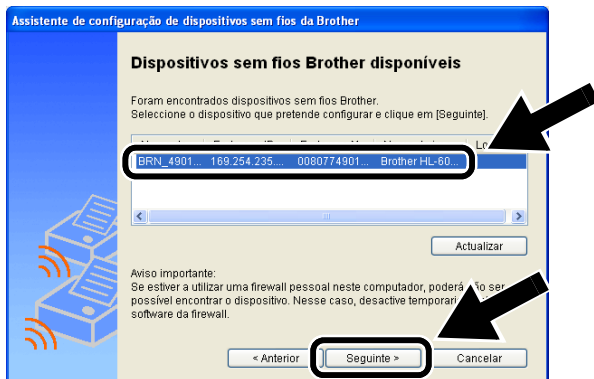 Assistente de configuração de dispositivos sem fios da Brother
Dispositivos sem fios Brother disponíveis
Foram encontrados dispositivos sem fios Brother.
Seleccione o dispositivo que pretende configurar e clique em [Seguinte].
BRN_4901... 169.254.235.... 0080774901... Brother HL-60...
Actualizar
Aviso importante:
Se estiver a utilizar uma firewall pessoal neste computador, poderá ser
possível encontrar o dispositivo. Nesse caso, desactive
software da firewall.
< Anterior Seguinte > Cancelar